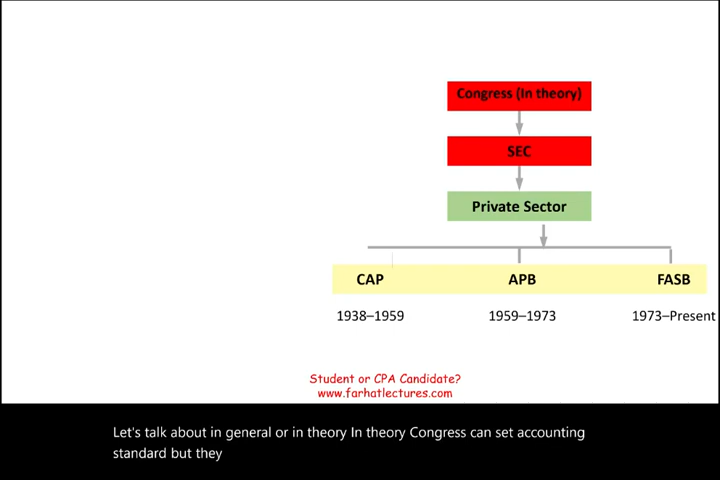 Congress (In theory)
SEC
Private Sector
CAP APB FASB
1938–1959 1959–1973 1973–Present
Student or CPA Candidate?
www.farhatlectures.com
Let's talk about in general or in theory In theory Congress can set accounting
standard but they